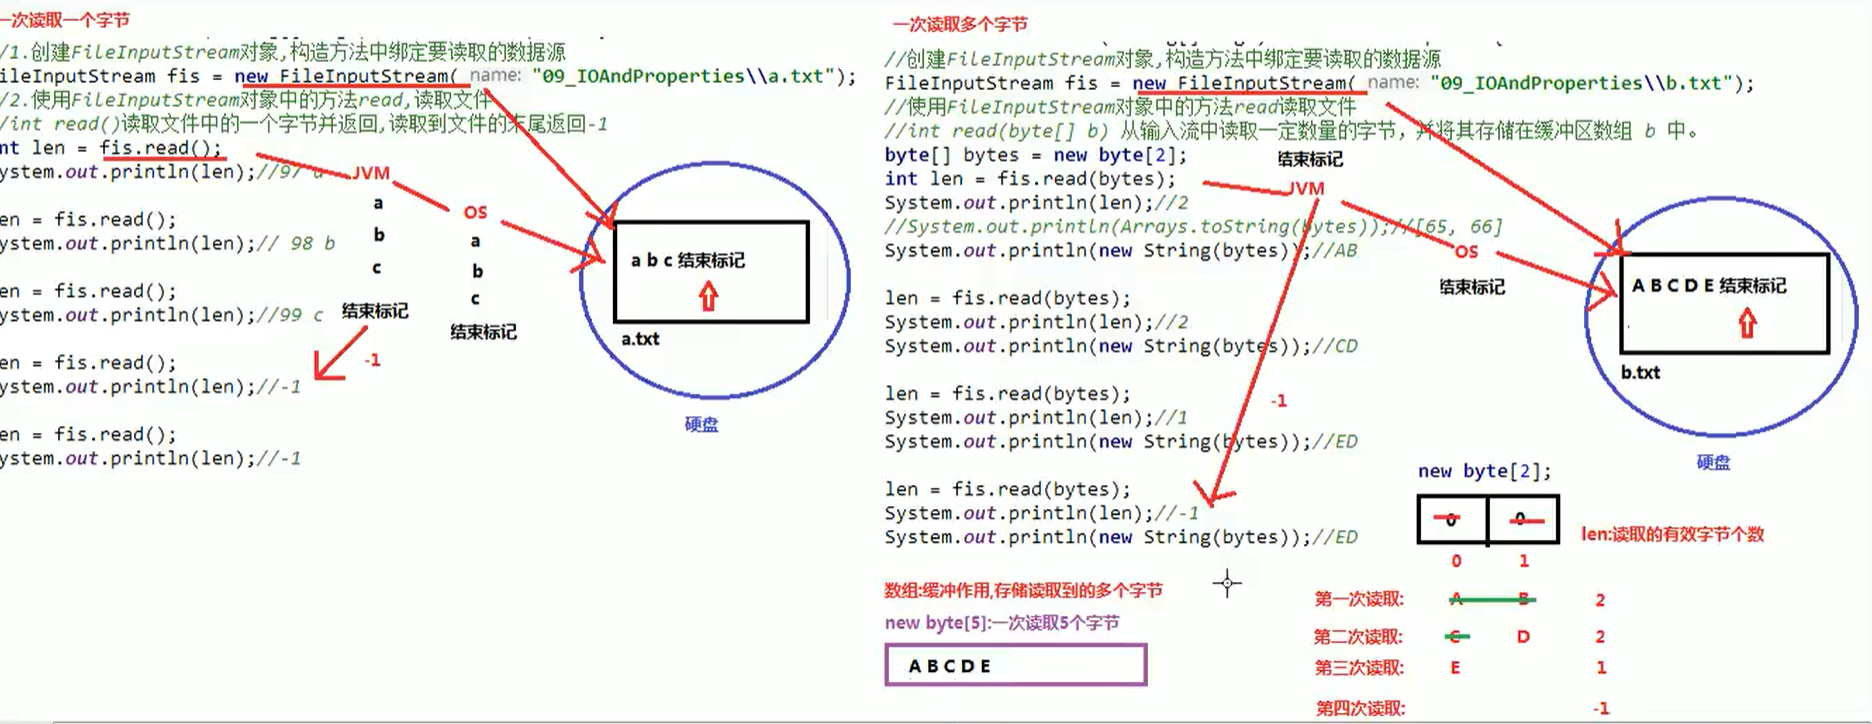 一次读取一个字节
/1.创建FileInputStream对象,构造方法中绑定要读取的数据源
ileInputStream fis = new FileInputStream( name: "09_IOAndProperties\\a.txt");
/2.使用FileInputStream对象中的方法read,读取文件
/int read()读取文件中的一个字节并返回,读取到文件的末尾返回-1
nt len = fis.read();
ystem.out.println(len);//97 a
en = fis.read();
ystem.out.println(len);// 98 b
en = fis.read();
ystem.out.println(len);//99 c
en = fis.read();
ystem.out.println(len);//-1
en = fis.read();
ystem.out.println(len);//-1
JVM
a
b
c
结束标记
-1
OS
a
b
c
结束标记
a b c 结束标记
a.txt
硬盘
一次读取多个字节
//创建FileInputStream对象,构造方法中绑定要读取的数据源
FileInputStream fis = new FileInputStream( name: "09_IOAndProperties\\b.txt");
//使用FileInputStream对象中的方法read读取文件
//int read(byte[] b) 从输入流中读取一定数量的字节，并将其存储在缓冲区数组 b 中。
byte[] bytes = new byte[2];
int len = fis.read(bytes);
System.out.println(len);//2
//System.out.println(Arrays.toString(bytes));//[65, 66]
System.out.println(new String(bytes));//AB
len = fis.read(bytes);
System.out.println(len);//2
System.out.println(new String(bytes));//CD
len = fis.read(bytes);
System.out.println(len);//1
System.out.println(new String(bytes));//ED
len = fis.read(bytes);
System.out.println(len);//-1
System.out.println(new String(bytes));//ED
结束标记
JVM
OS
结束标记
-1
A B C D E 结束标记
b.txt
硬盘
new byte[2];
0 0
0 1
len:读取的有效字节个数
第一次读取: A B 2
第二次读取: C D 2
第三次读取: E 1
第四次读取: -1
数组:缓冲作用,存储读取到的多个字节
new byte[5]:一次读取5个字节
A B C D E